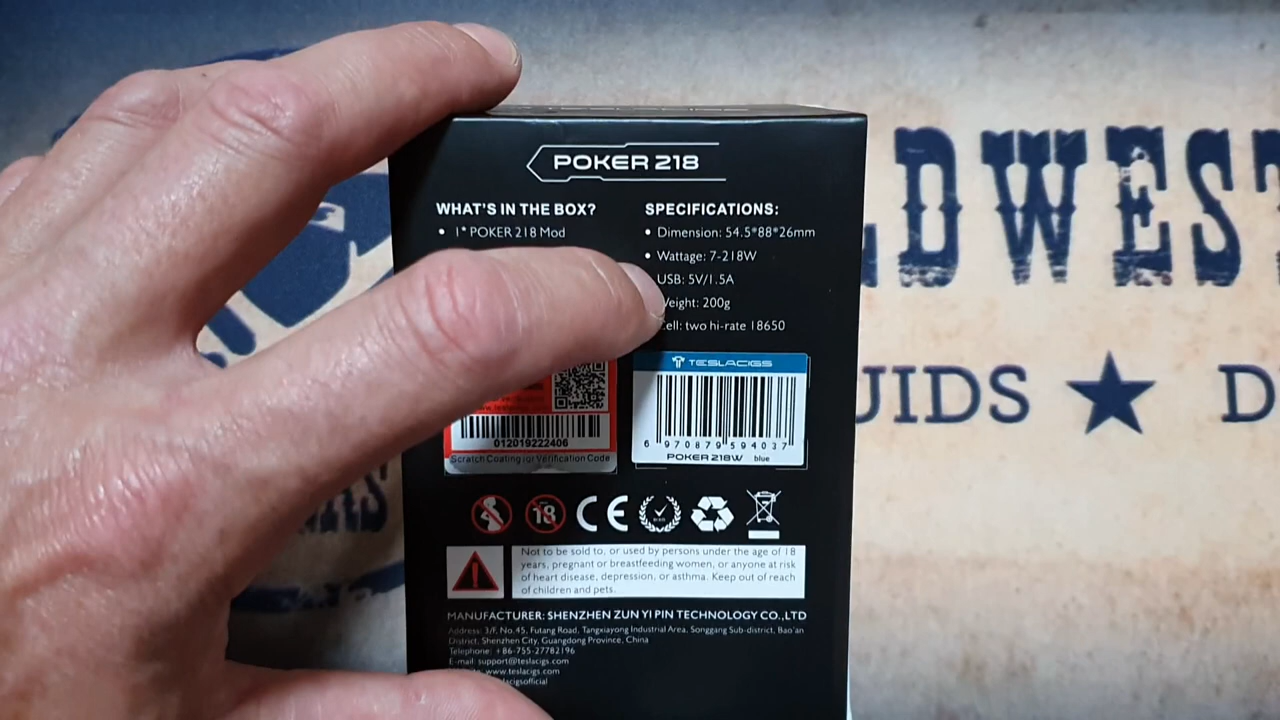 POKER 218
WHAT'S IN THE BOX?
• 1* POKER 218 Mod
SPECIFICATIONS:
• Dimension: 54.5*88*26mm
• Wattage: 7-218W
USB: 5V/1.5A
Weight: 200g
Cell: two hi-rate 18650
TESLACIGS
6 970879 594037
POKER 218W blue
www.teslacigs.com
012019222406
Scratch Coating for Verification Code
18
CE
Not to be sold to, or used by persons under the age of 18
years, pregnant or breastfeeding women, or anyone at risk
of heart disease, depression, or asthma. Keep out of reach
of children and pets.
MANUFACTURER: SHENZHEN ZUN YI PIN TECHNOLOGY CO.,LTD
Address: 3/F, No.45, Futang Road, Tangxiayong Industrial Area, Songgang Sub-district, Bao'an
District, Shenzhen City, Guangdong Province, China
Telephone: +86-755-27782196
E-mail: support@teslacigs.com
www.teslacigs.com
lacigsofficial
LDWEST
UIDS ★ D